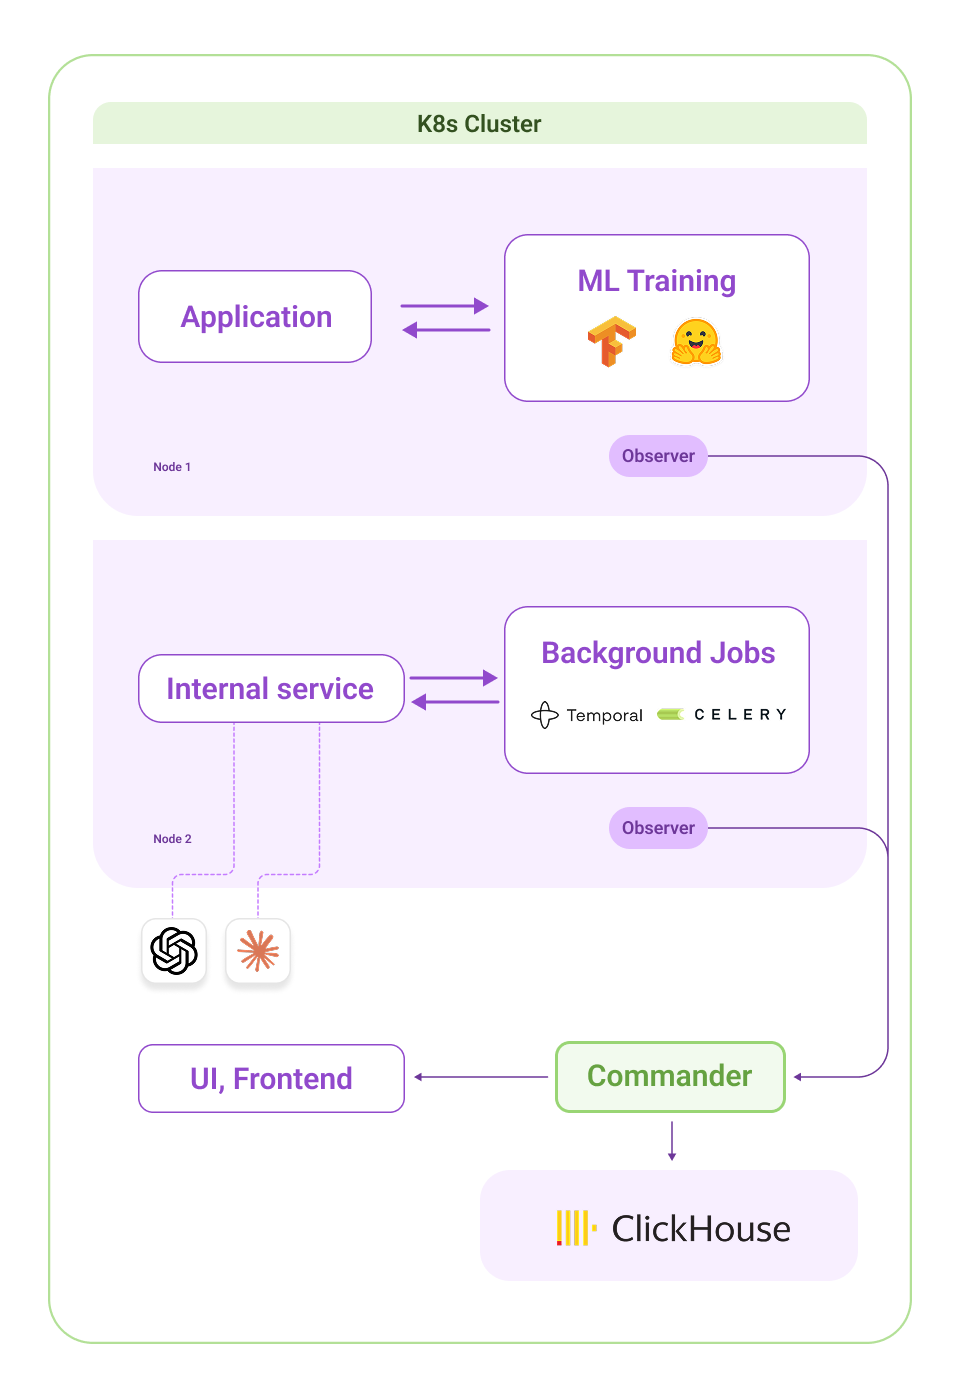 K8s Cluster
Application
ML Training
Observer
Node 1
Internal service
Background Jobs
Temporal
CELERY
Observer
Node 2
UI, Frontend
Commander
ClickHouse